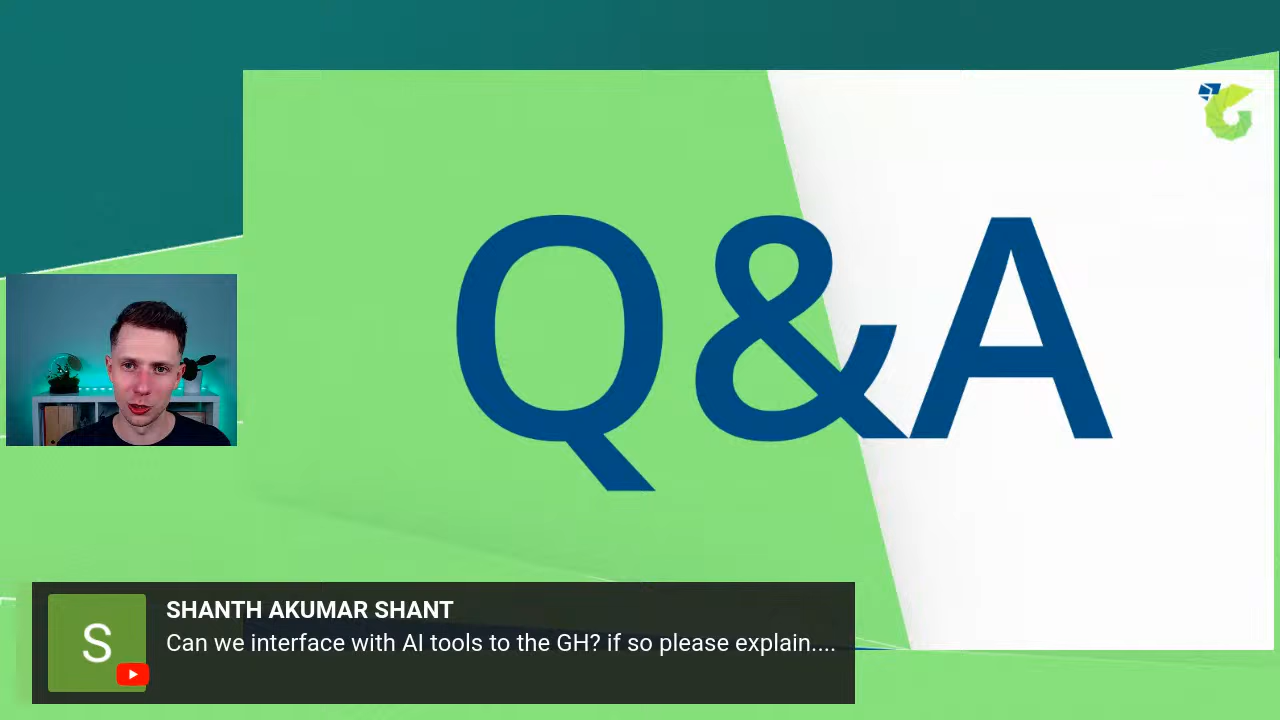 Q&A
S
SHANTH AKUMAR SHANT
Can we interface with AI tools to the GH? if so please explain....